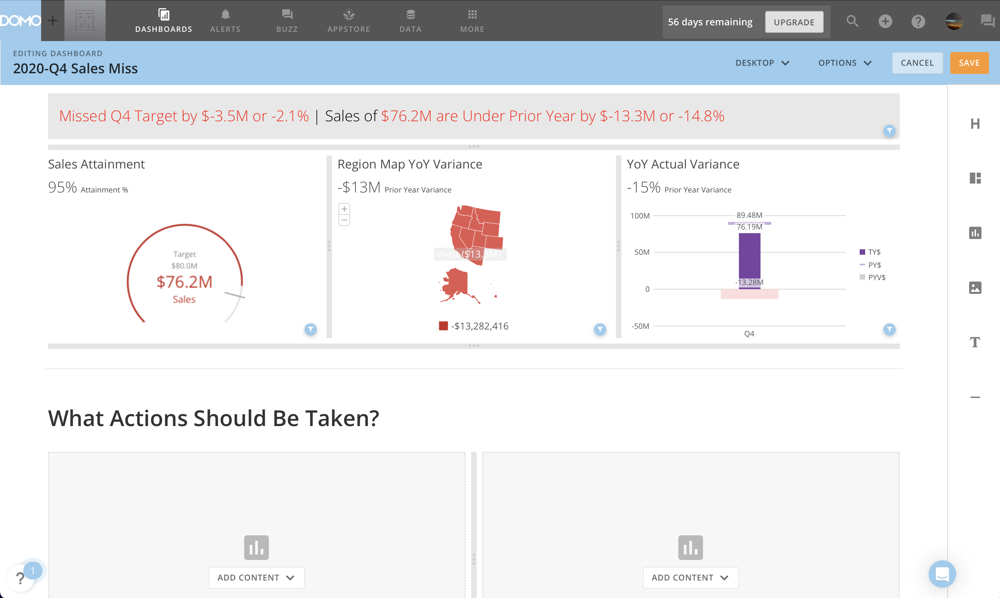 DOMO
DASHBOARDS
ALERTS
BUZZ
APPSTORE
DATA
MORE
56 days remaining
UPGRADE
EDITING DASHBOARD
2020-Q4 Sales Miss
DESKTOP
OPTIONS
CANCEL
SAVE
Missed Q4 Target by $-3.5M or -2.1% | Sales of $76.2M are Under Prior Year by $-13.3M or -14.8%
H
T
Sales Attainment
95% Attainment %
Target
$80.0M
$76.2M
Sales
Region Map YoY Variance
-$13M Prior Year Variance
+
−
West ($13.3M)
-$13,282,416
YoY Actual Variance
-15% Prior Year Variance
100M
50M
0
-50M
89.48M
76.19M
-13.28M
Q4
TY$
PY$
PYV$
What Actions Should Be Taken?
ADD CONTENT
ADD CONTENT
?
1